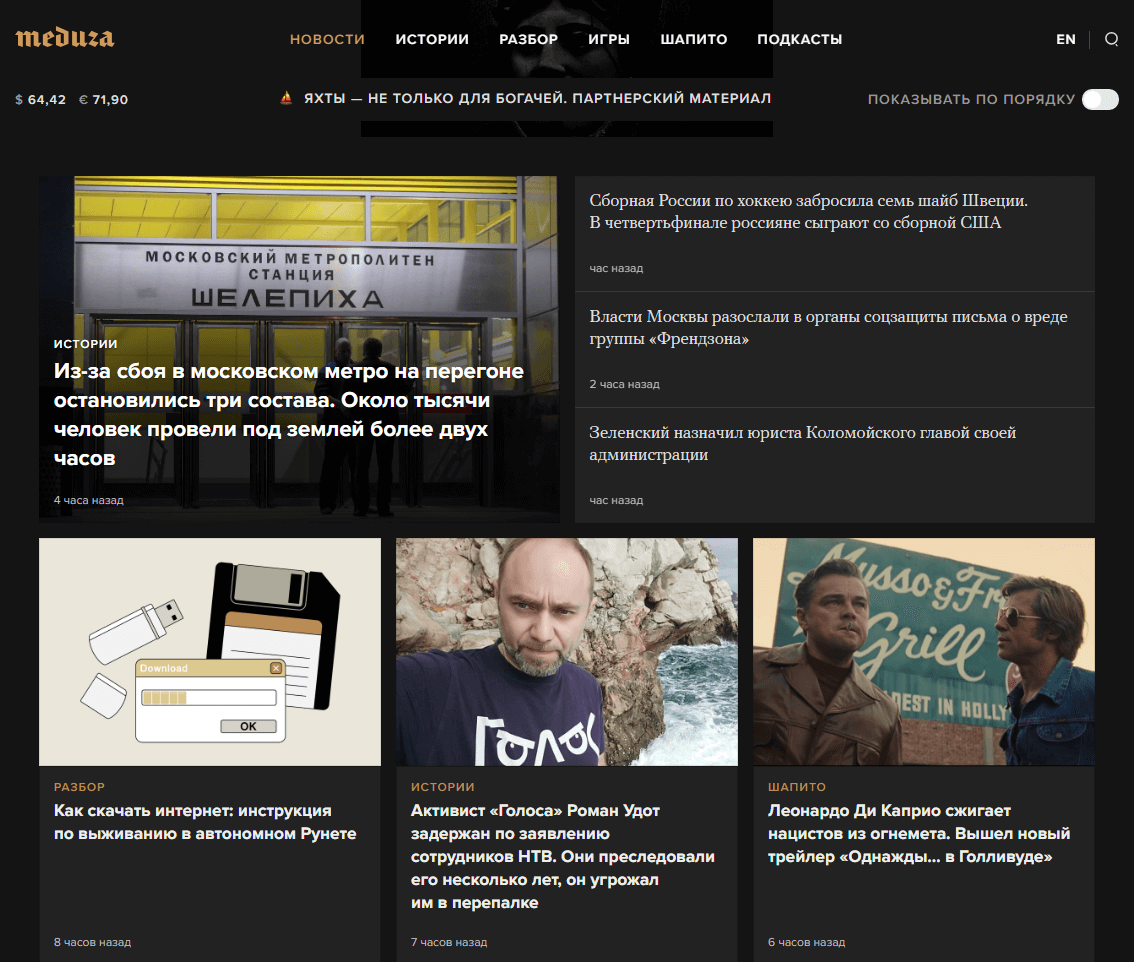 meduza
НОВОСТИ ИСТОРИИ РАЗБОР ИГРЫ ШАПИТО ПОДКАСТЫ
EN
$ 64,42 € 71,90
ЯХТЫ — НЕ ТОЛЬКО ДЛЯ БОГАЧЕЙ. ПАРТНЕРСКИЙ МАТЕРИАЛ
ПОКАЗЫВАТЬ ПО ПОРЯДКУ
МОСКОВСКИЙ МЕТРОПОЛИТЕН
СТАНЦИЯ
ШЕЛЕПИХА
ИСТОРИИ
Из-за сбоя в московском метро на перегоне
остановились три состава. Около тысячи
человек провели под землей более двух
часов
4 часа назад
Сборная России по хоккею забросила семь шайб Швеции.
В четвертьфинале россияне сыграют со сборной США
час назад
Власти Москвы разослали в органы соцзащиты письма о вреде
группы «Френдзона»
2 часа назад
Зеленский назначил юриста Коломойского главой своей
администрации
час назад
Download
OK
РАЗБОР
Как скачать интернет: инструкция
по выживанию в автономном Рунете
8 часов назад
Голос
ИСТОРИИ
Активист «Голоса» Роман Удот
задержан по заявлению
сотрудников НТВ. Они преследовали
его несколько лет, он угрожал
им в перепалке
7 часов назад
Musso & Fr
Grill
EST IN HOLLY
ШАПИТО
Леонардо Ди Каприо сжигает
нацистов из огнемета. Вышел новый
трейлер «Однажды… в Голливуде»
6 часов назад